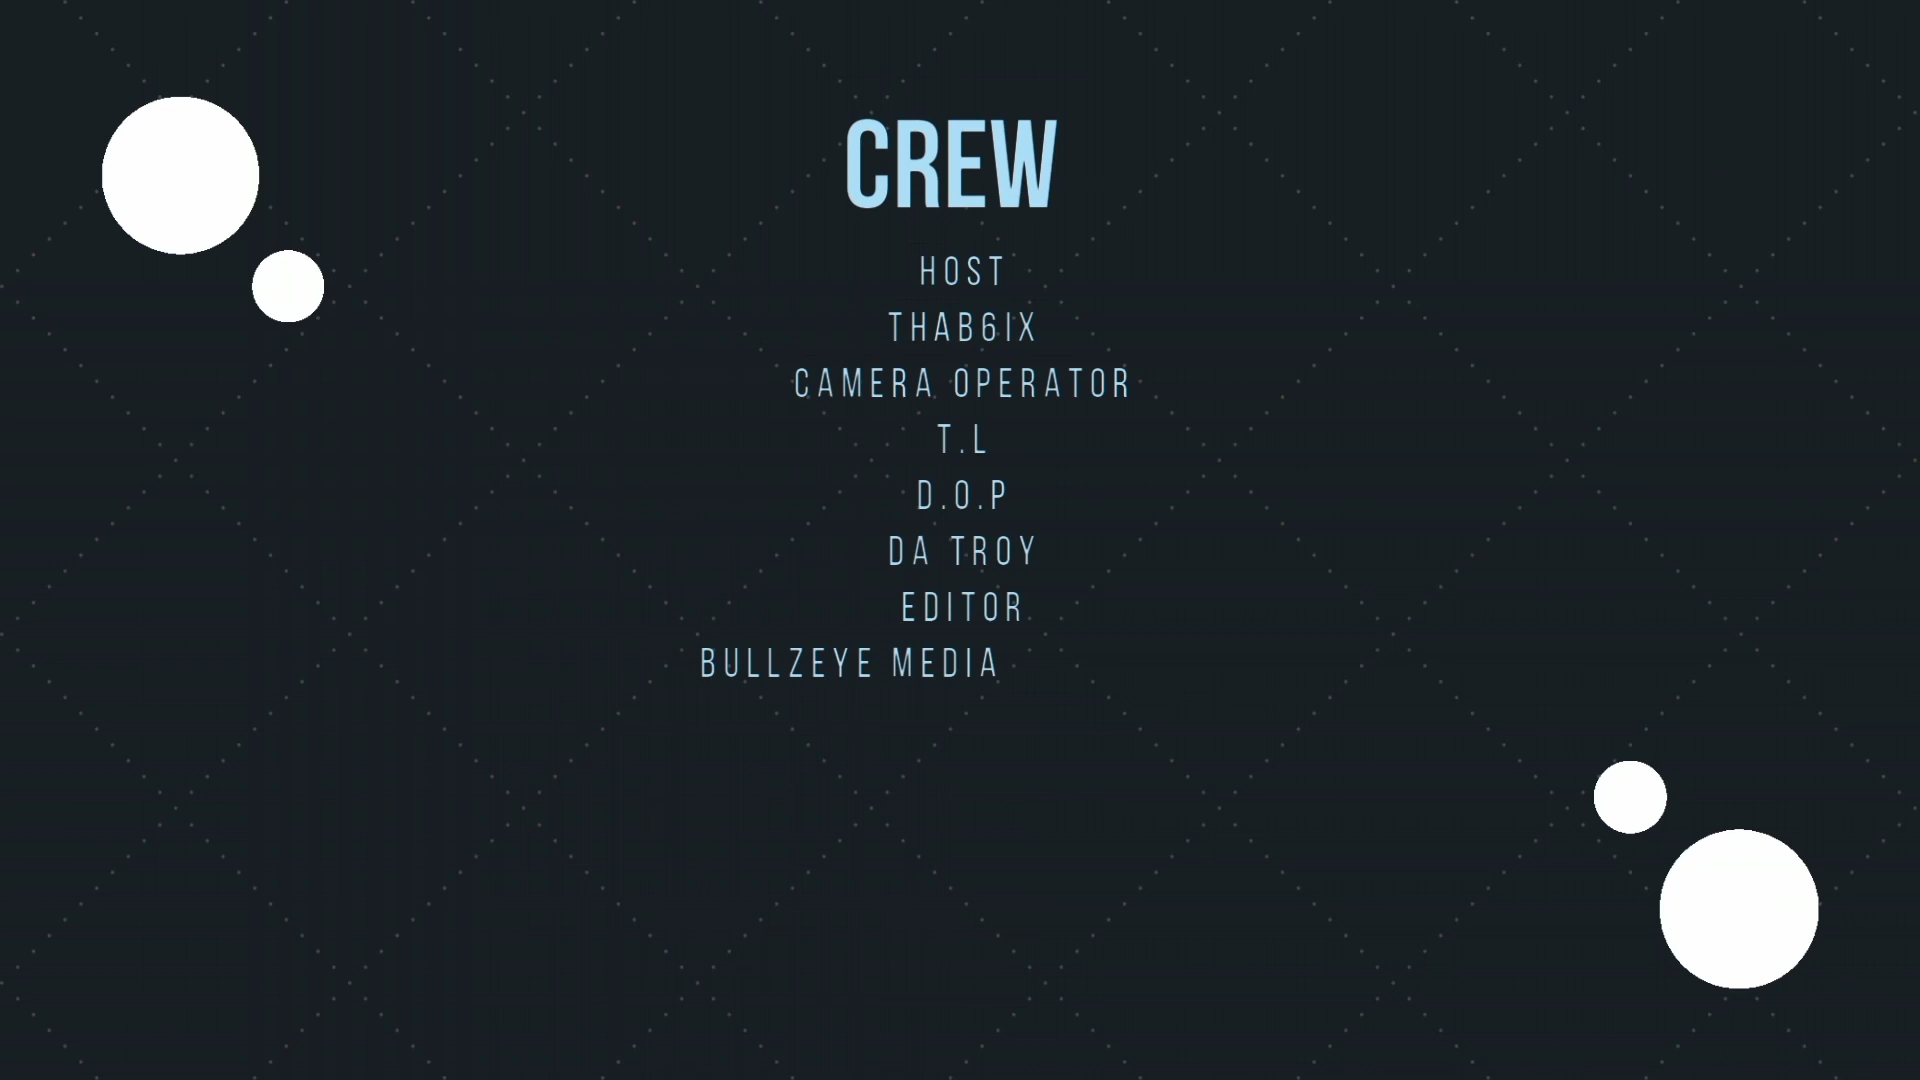 CREW
HOST
THAB6IX
CAMERA OPERATOR
T.L
D.O.P
DA TROY
EDITOR
BULLZEYE MEDIA